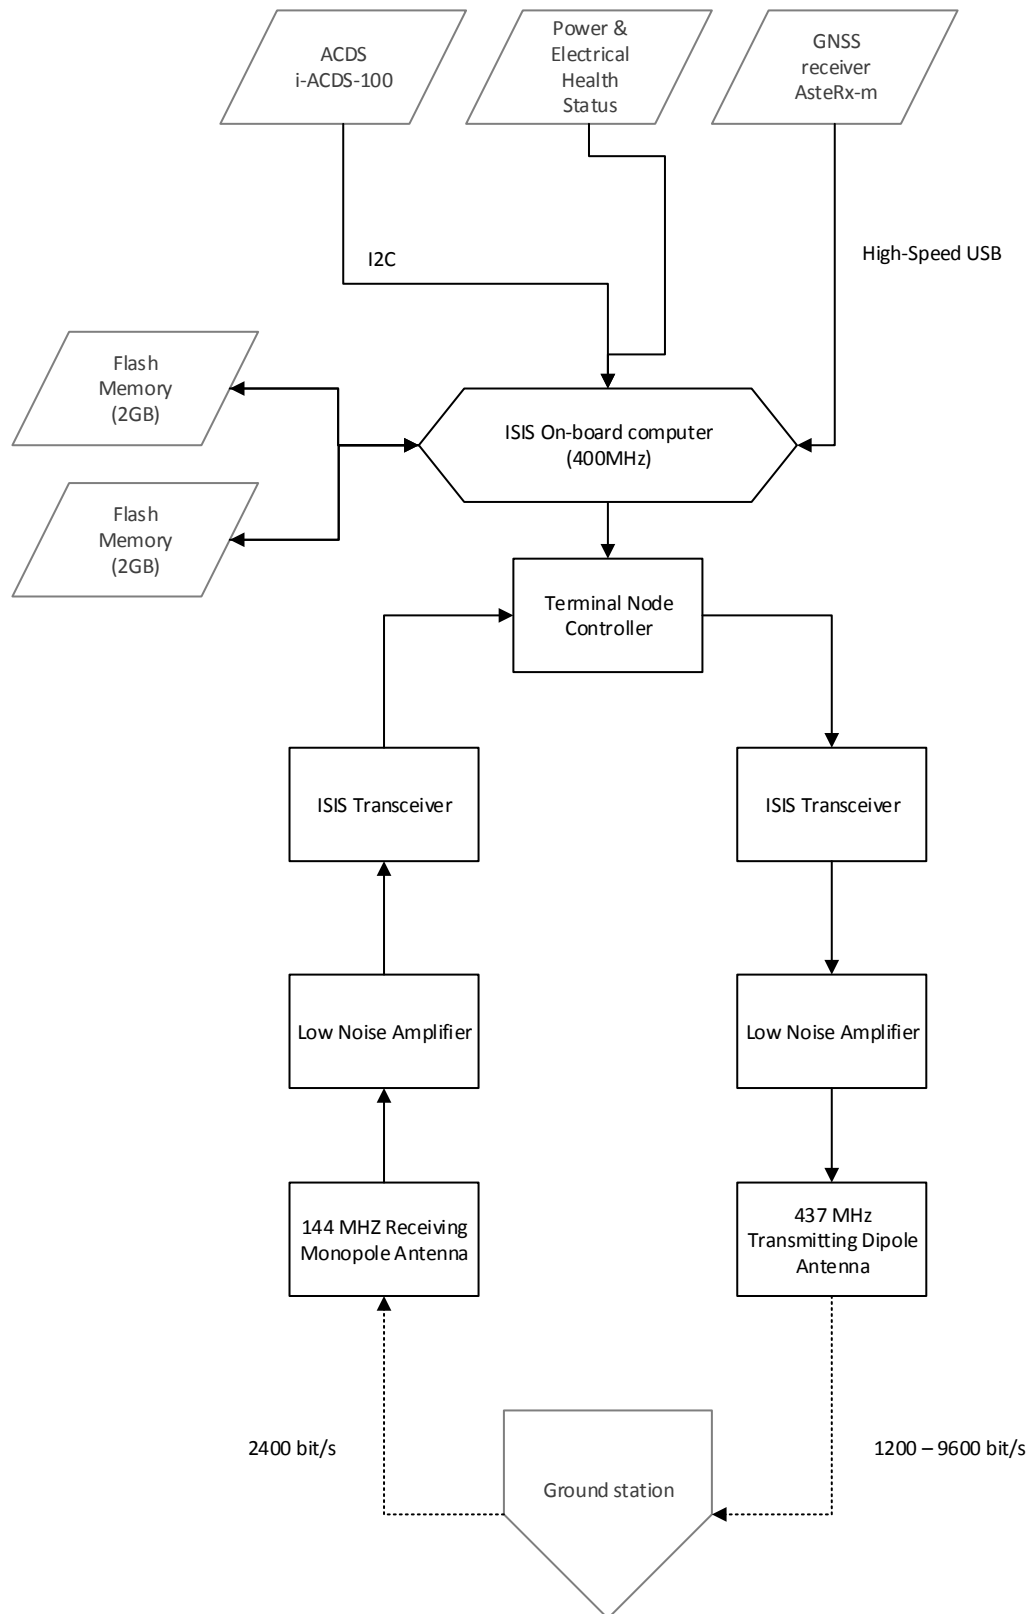 ACDS
i-ACDS-100
Power &
Electrical
Health
Status
GNSS
receiver
AsteRx-m
I2C
High-Speed USB
Flash
Memory
(2GB)
ISIS On-board computer
(400MHz)
Flash
Memory
(2GB)
Terminal Node
Controller
ISIS Transceiver
ISIS Transceiver
Low Noise Amplifier
Low Noise Amplifier
144 MHZ Receiving
Monopole Antenna
437 MHz
Transmitting Dipole
Antenna
2400 bit/s
1200 – 9600 bit/s
Ground station